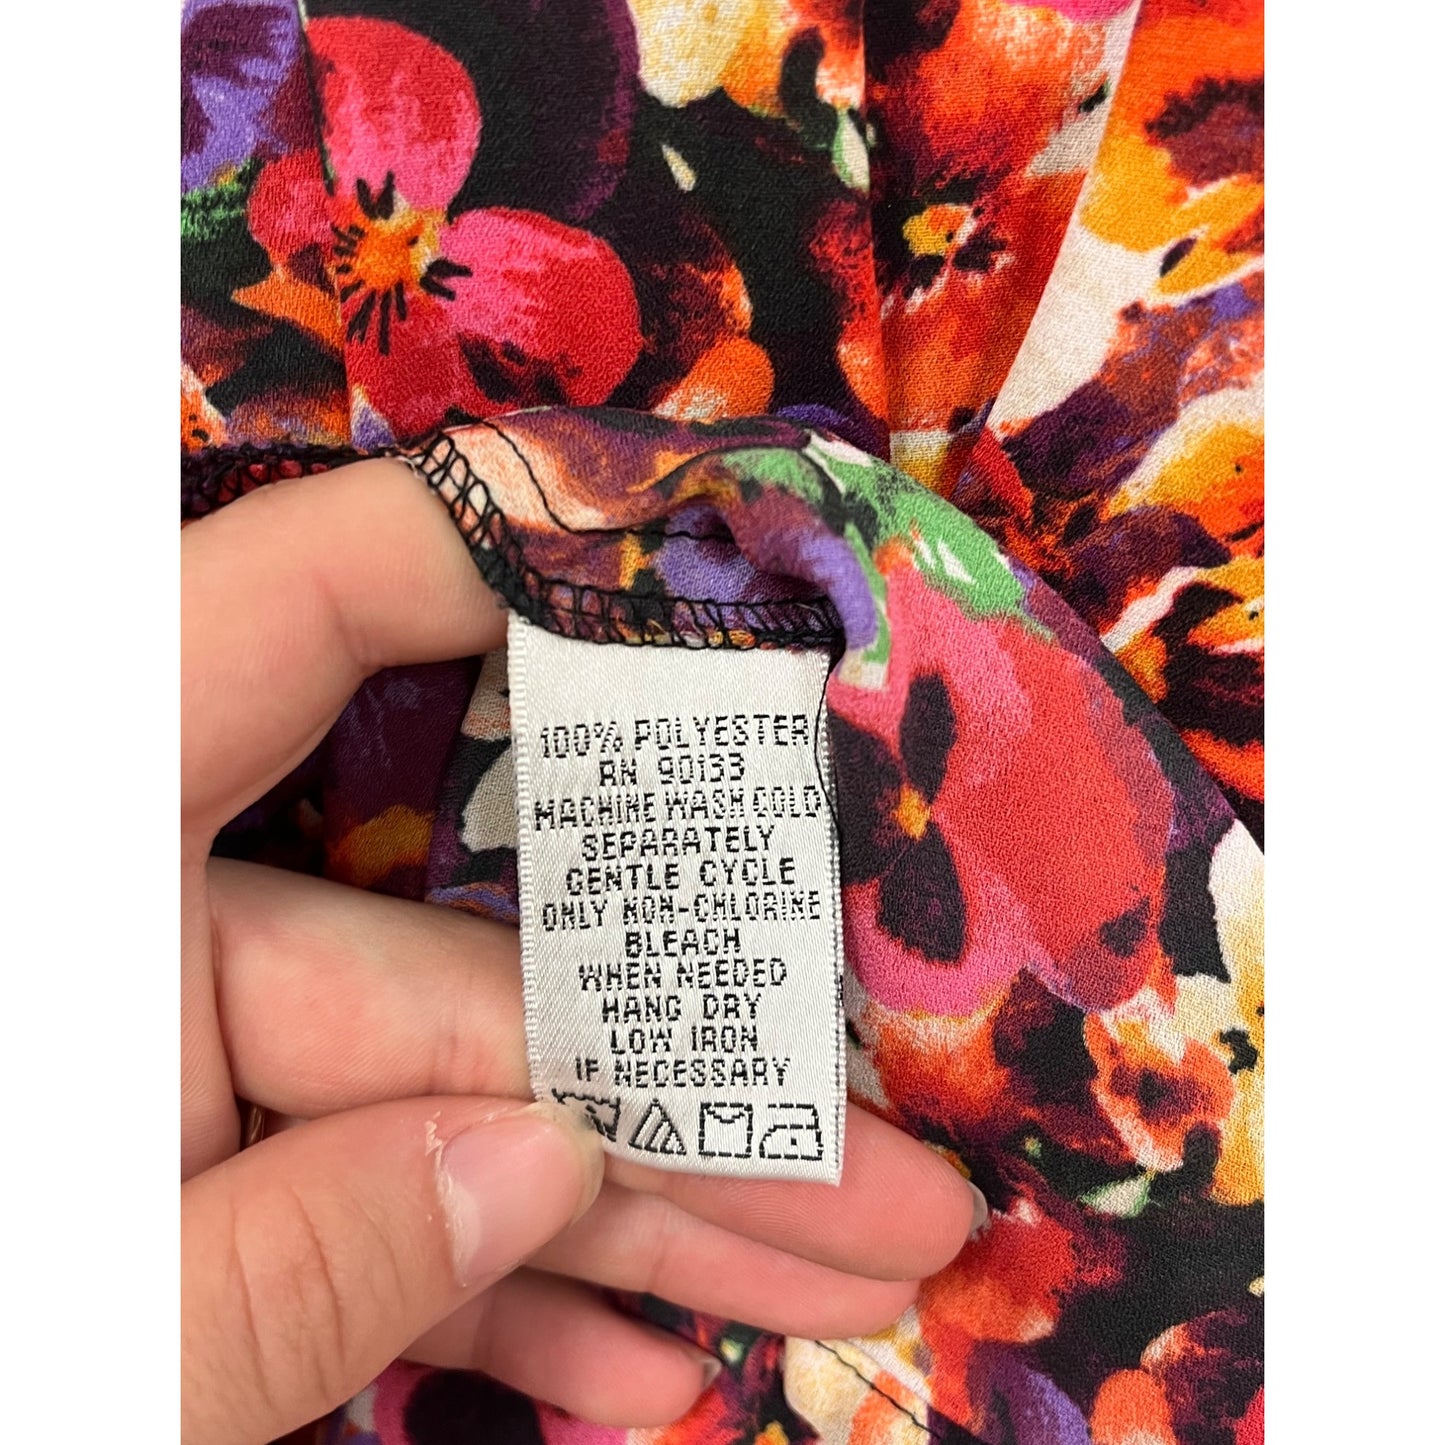 100% POLYESTER
RN 90133
MACHINE WASH COLD
SEPARATELY
GENTLE CYCLE
ONLY NON-CHLORINE
BLEACH
WHEN NEEDED
HANG DRY
LOW IRON
IF NECESSARY